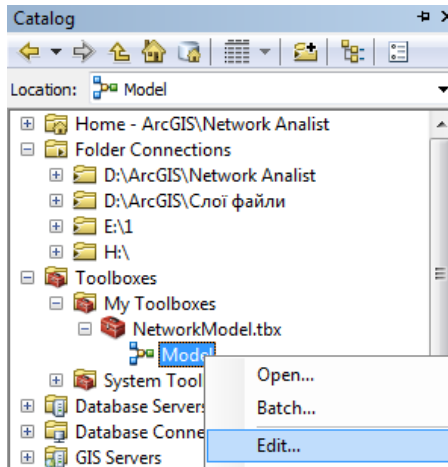 Catalog
Location: Model
Home - ArcGIS\Network Analist
Folder Connections
D:\ArcGIS\Network Analist
D:\ArcGIS\Слої файли
E:\1
H:\
Toolboxes
My Toolboxes
NetworkModel.tbx
Model
System Tool
Open...
Database Servers
Batch...
Database Conne
Edit...
GIS Servers